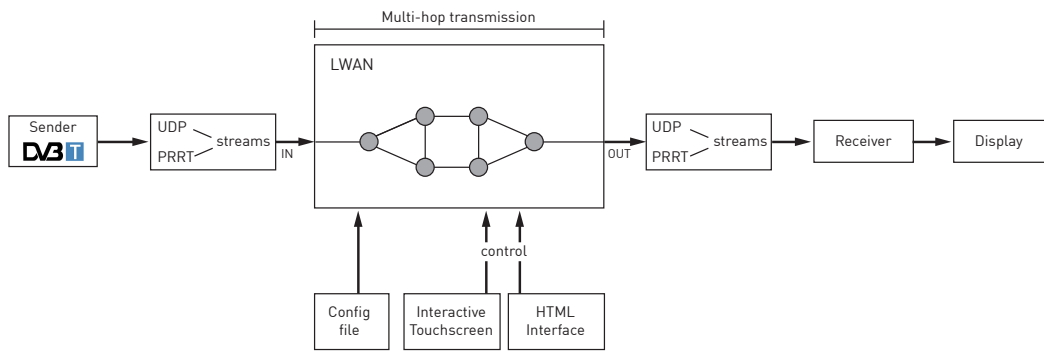 Multi-hop transmission
LWAN
Sender
DVB T
UDP
PRRT
streams
IN
OUT
UDP
PRRT
streams
Receiver
Display
control
Config
file
Interactive
Touchscreen
HTML
Interface